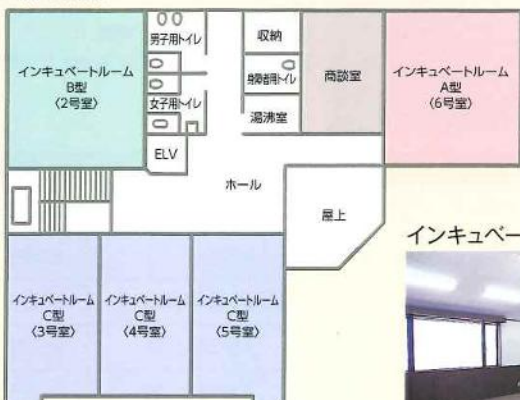 インキュベートルーム
B型
〈2号室〉
男子用トイレ
女子用トイレ
ELV
収納
身障者用トイレ
湯沸室
商談室
インキュベートルーム
A型
〈6号室〉
ホール
屋上
インキュベートルーム
C型
〈3号室〉
インキュベートルーム
C型
〈4号室〉
インキュベートルーム
C型
〈5号室〉
インキュベー